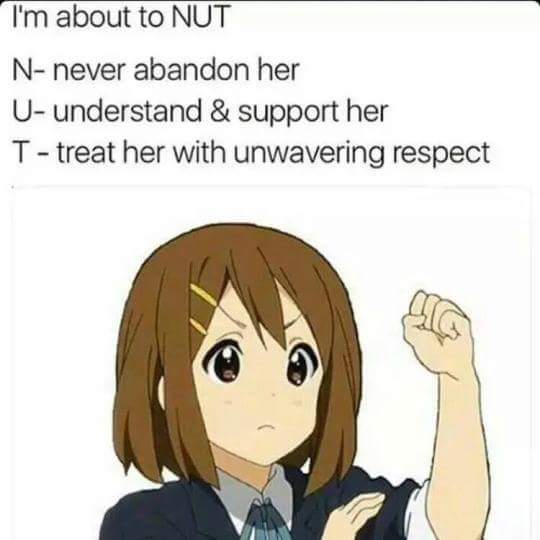 I'm about to NUT
N- never abandon her
U- understand & support her
T - treat her with unwavering respect